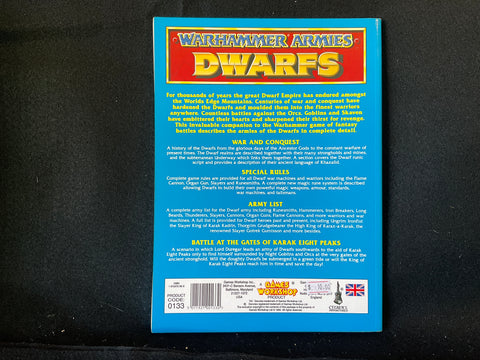 WARHAMMER ARMIES
DWARFS
For thousands of years the great Dwarf Empire has endured amongst
the Worlds Edge Mountains. Centuries of war and conquest have
hardened the Dwarfs and moulded them into the finest warriors
anywhere. Countless battles against the Orcs, Goblins and Skaven
have embittered their hearts and sharpened their thirst for revenge.
This invaluable companion to the Warhammer game of fantasy
battles describes the armies of the Dwarfs in complete detail.
WAR AND CONQUEST
A history of the Dwarfs from the glorious days of the Ancestor Gods to the constant warfare of
present times. The Dwarf realms are described together with their many strongholds and mines,
and the subterranean Underway which links them together. A section covers the Dwarf runic
script and provides a description of the ancient language of Khazalid.
SPECIAL RULES
Complete game rules are provided for all Dwarf war machines and warriors including the Flame
Cannon, Organ Gun, Slayers and Runesmiths. A complete new magic rune system is described
allowing Dwarfs to build their own powerful magic weapons, armour, standards,
war machines, and talismans.
ARMY LIST
A complete army list for the Dwarf army including Runesmiths, Hammerers, Iron Breakers, Long
Beards, Thunderers, Slayers, Cannons, Organ Guns, Flame Cannons, and more warriors and war
machines. A full list is provided for Dwarf heroes past and present, including Ungrim Ironfist
the Slayer King of Karak Kadrin, Thorgrim Grudgebearer the High King of Karaz-a-Karak, the
renowned Slayer Gotrek Gurnisson and more besides.
BATTLE AT THE GATES OF KARAK EIGHT PEAKS
A scenario in which Lord Duregar leads an army of Dwarfs southwards to the aid of Karak
Eight Peaks only to find himself surrounded by Night Goblins and Orcs at the very gates of the
ancient stronghold. Will the doughty Dwarfs be submerged in a green tide or will the King of
Karak Eight Peaks reach him in time and save the day!
PRODUCT
CODE:
0133
Games Workshop Inc.
Baltimore, Maryland
USA
GAMES
WORKSHOP
PRODUCT
England
CITADEL
MINIATURES